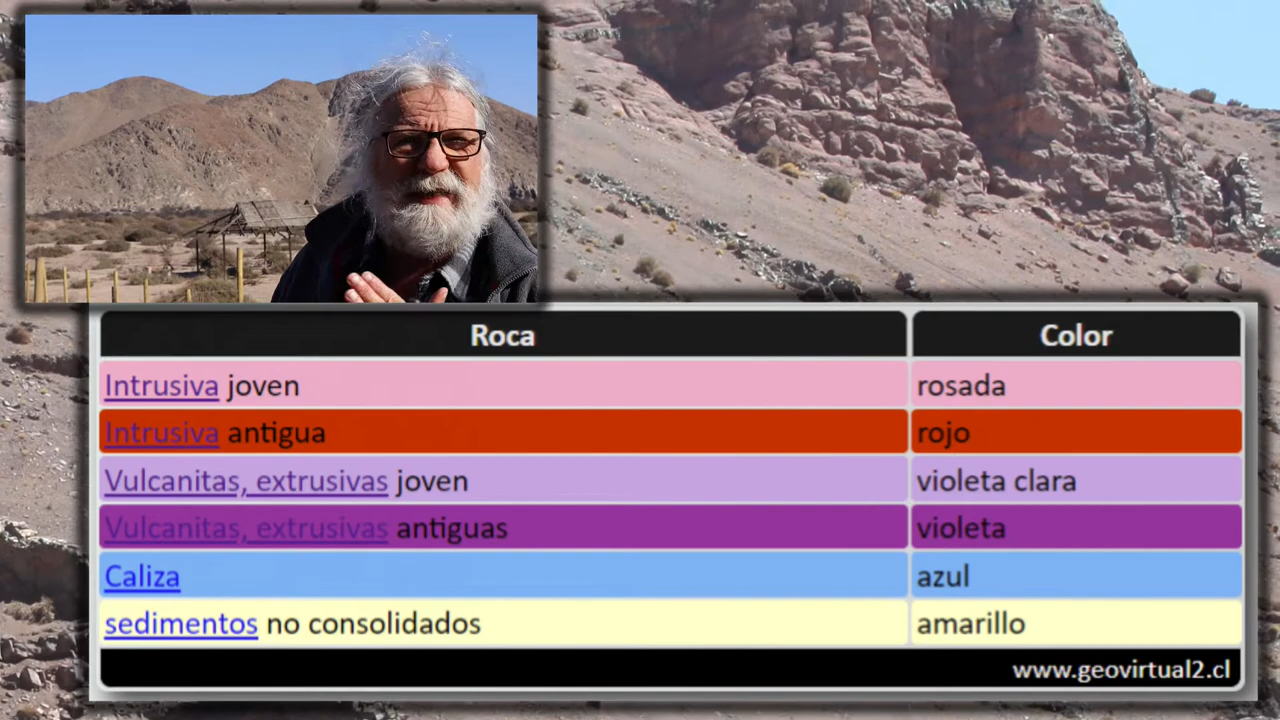 Roca Color
Intrusiva joven rosada
Intrusiva antigua rojo
Vulcanitas, extrusivas joven violeta clara
Vulcanitas, extrusivas antiguas violeta
Caliza azul
sedimentos no consolidados amarillo
www.geovirtual2.cl